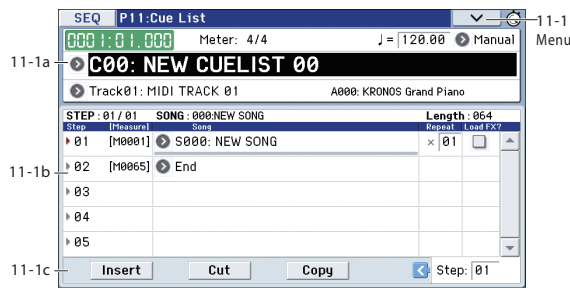 SEQ P11:Cue List
11-1
Menu
0001:01.000 Meter: 4/4 ♩= 120.00 Manual
11-1a
C00: NEW CUELIST 00
Track01: MIDI TRACK 01 A000: KRONOS Grand Piano
STEP : 01 / 01 SONG : 000:NEW SONG Length : 064
Step [Measure] Song Repeat Load FX?
01 [M0001] S000: NEW SONG × 01
11-1b
02 [M0065] End
03
04
05
11-1c
Insert Cut Copy Step: 01